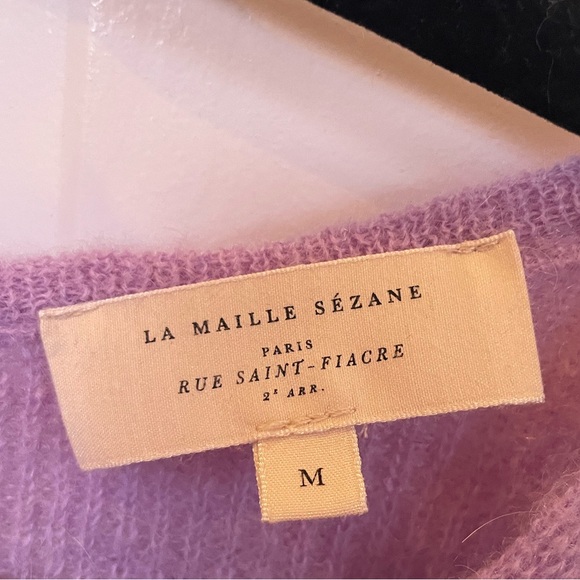 LA MAILLE SÉZANE
PARIS
RUE SAINT-FIACRE
2ᵉ ARR.
M